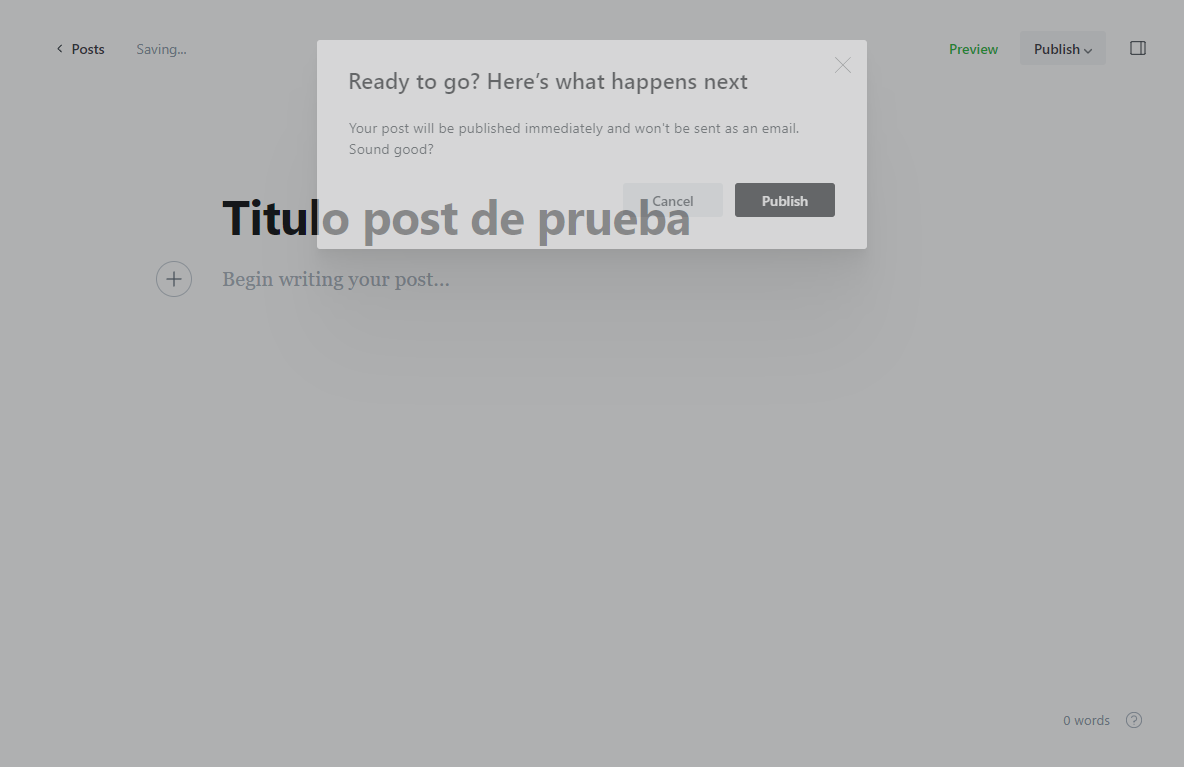 Posts
Saving...
Preview
Publish
Ready to go? Here’s what happens next
Your post will be published immediately and won't be sent as an email.
Sound good?
Cancel
Publish
Titulo post de prueba
Begin writing your post...
0 words
?